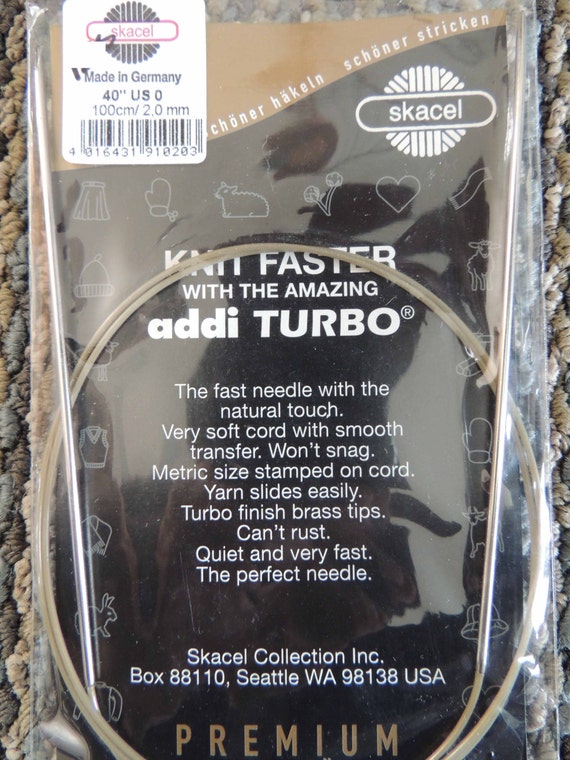 skacel
Made in Germany
40" US 0
100cm/ 2,0 mm
4 016431 910203
schöner häkeln schöner stricken
skacel
KNIT FASTER
WITH THE AMAZING
addi TURBO®
The fast needle with the
natural touch.
Very soft cord with smooth
transfer. Won't snag.
Metric size stamped on cord.
Yarn slides easily.
Turbo finish brass tips.
Can't rust.
Quiet and very fast.
The perfect needle.
Skacel Collection Inc.
Box 88110, Seattle WA 98138 USA
PREMIUM